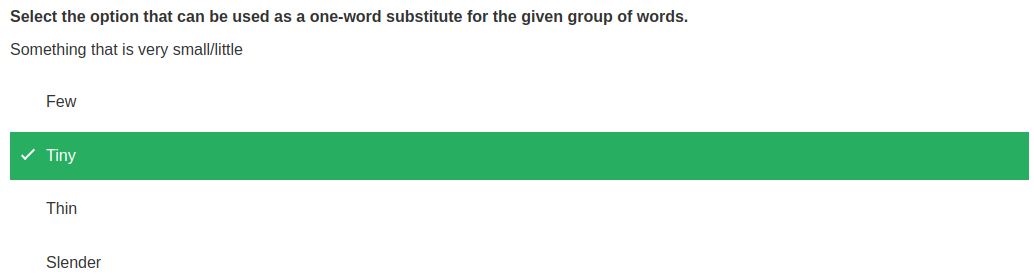 Select the option that can be used as a one-word substitute for the given group of words.
Something that is very small/little
Few
Tiny
Thin
Slender